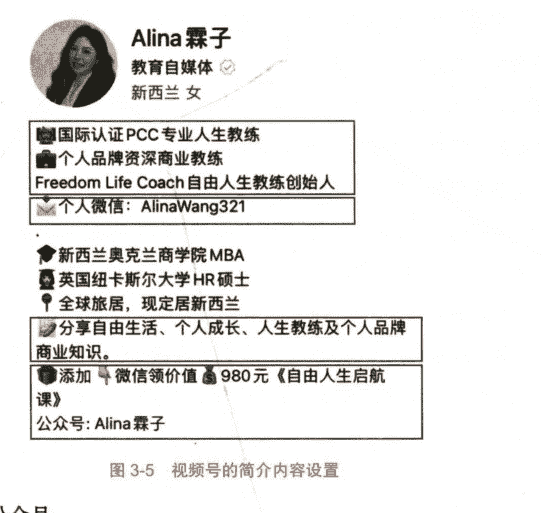 Alina霖子
教育自媒体
新西兰 女
国际认证PCC专业人生教练
个人品牌资深商业教练
Freedom Life Coach自由人生教练创始人
个人微信：AlinaWang321
新西兰奥克兰商学院MBA
英国纽卡斯尔大学HR硕士
全球旅居，现定居新西兰
分享自由生活、个人成长、人生教练及个人品牌
商业知识。
添加👇微信领价值💰980元《自由人生启航
课》
公众号: Alina霖子
图 3-5 视频号的简介内容设置